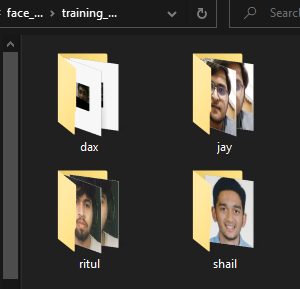 face_... > training_...
Search
dax
jay
ritul
shail